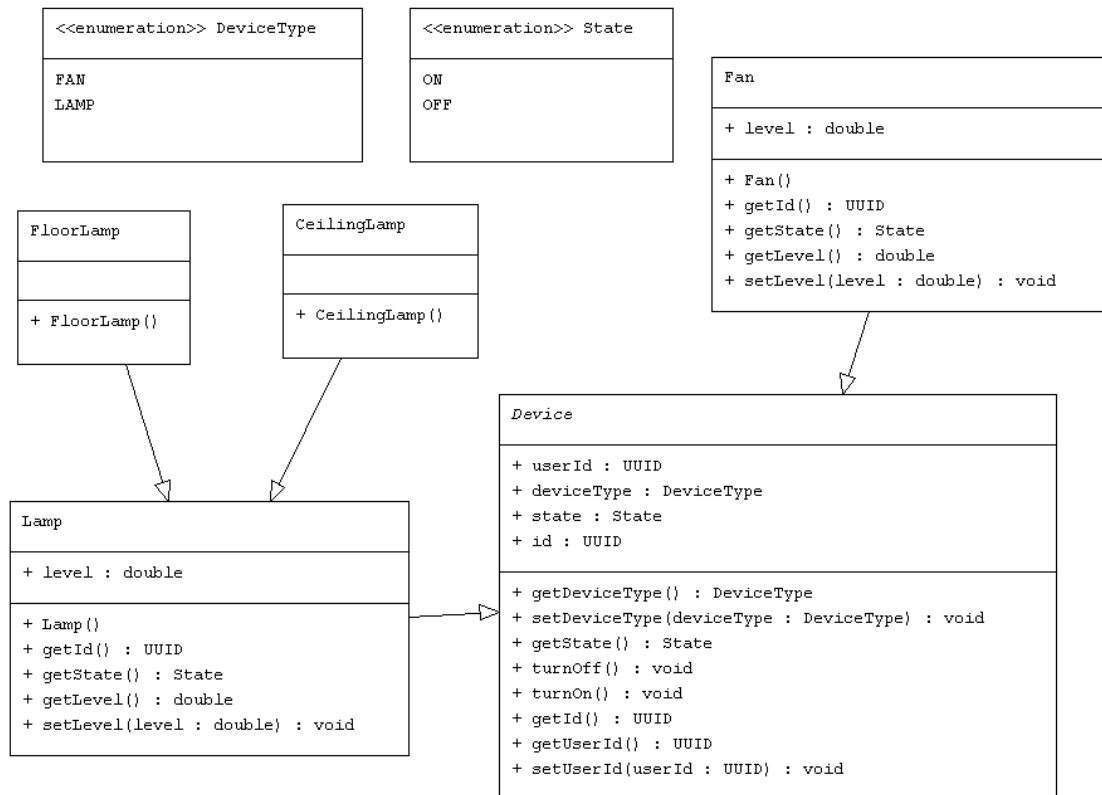 <<enumeration>> DeviceType
FAN
LAMP
<<enumeration>> State
ON
OFF
Fan
+ level : double
+ Fan()
+ getId() : UUID
+ getState() : State
+ getLevel() : double
+ setLevel(level : double) : void
FloorLamp
+ FloorLamp()
CeilingLamp
+ CeilingLamp()
Lamp
+ level : double
+ Lamp()
+ getId() : UUID
+ getState() : State
+ getLevel() : double
+ setLevel(level : double) : void
Device
+ userId : UUID
+ deviceType : DeviceType
+ state : State
+ id : UUID
+ getDeviceType() : DeviceType
+ setDeviceType(deviceType : DeviceType) : void
+ getState() : State
+ turnOff() : void
+ turnOn() : void
+ getId() : UUID
+ getUserId() : UUID
+ setUserId(userId : UUID) : void